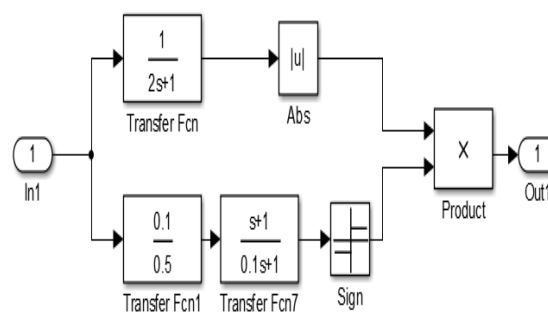 1
2s+1
Transfer Fcn
|u|
Abs
1
In1
×
Product
1
Out1
0.1
0.5
Transfer Fcn1
s+1
0.1s+1
Transfer Fcn7
Sign